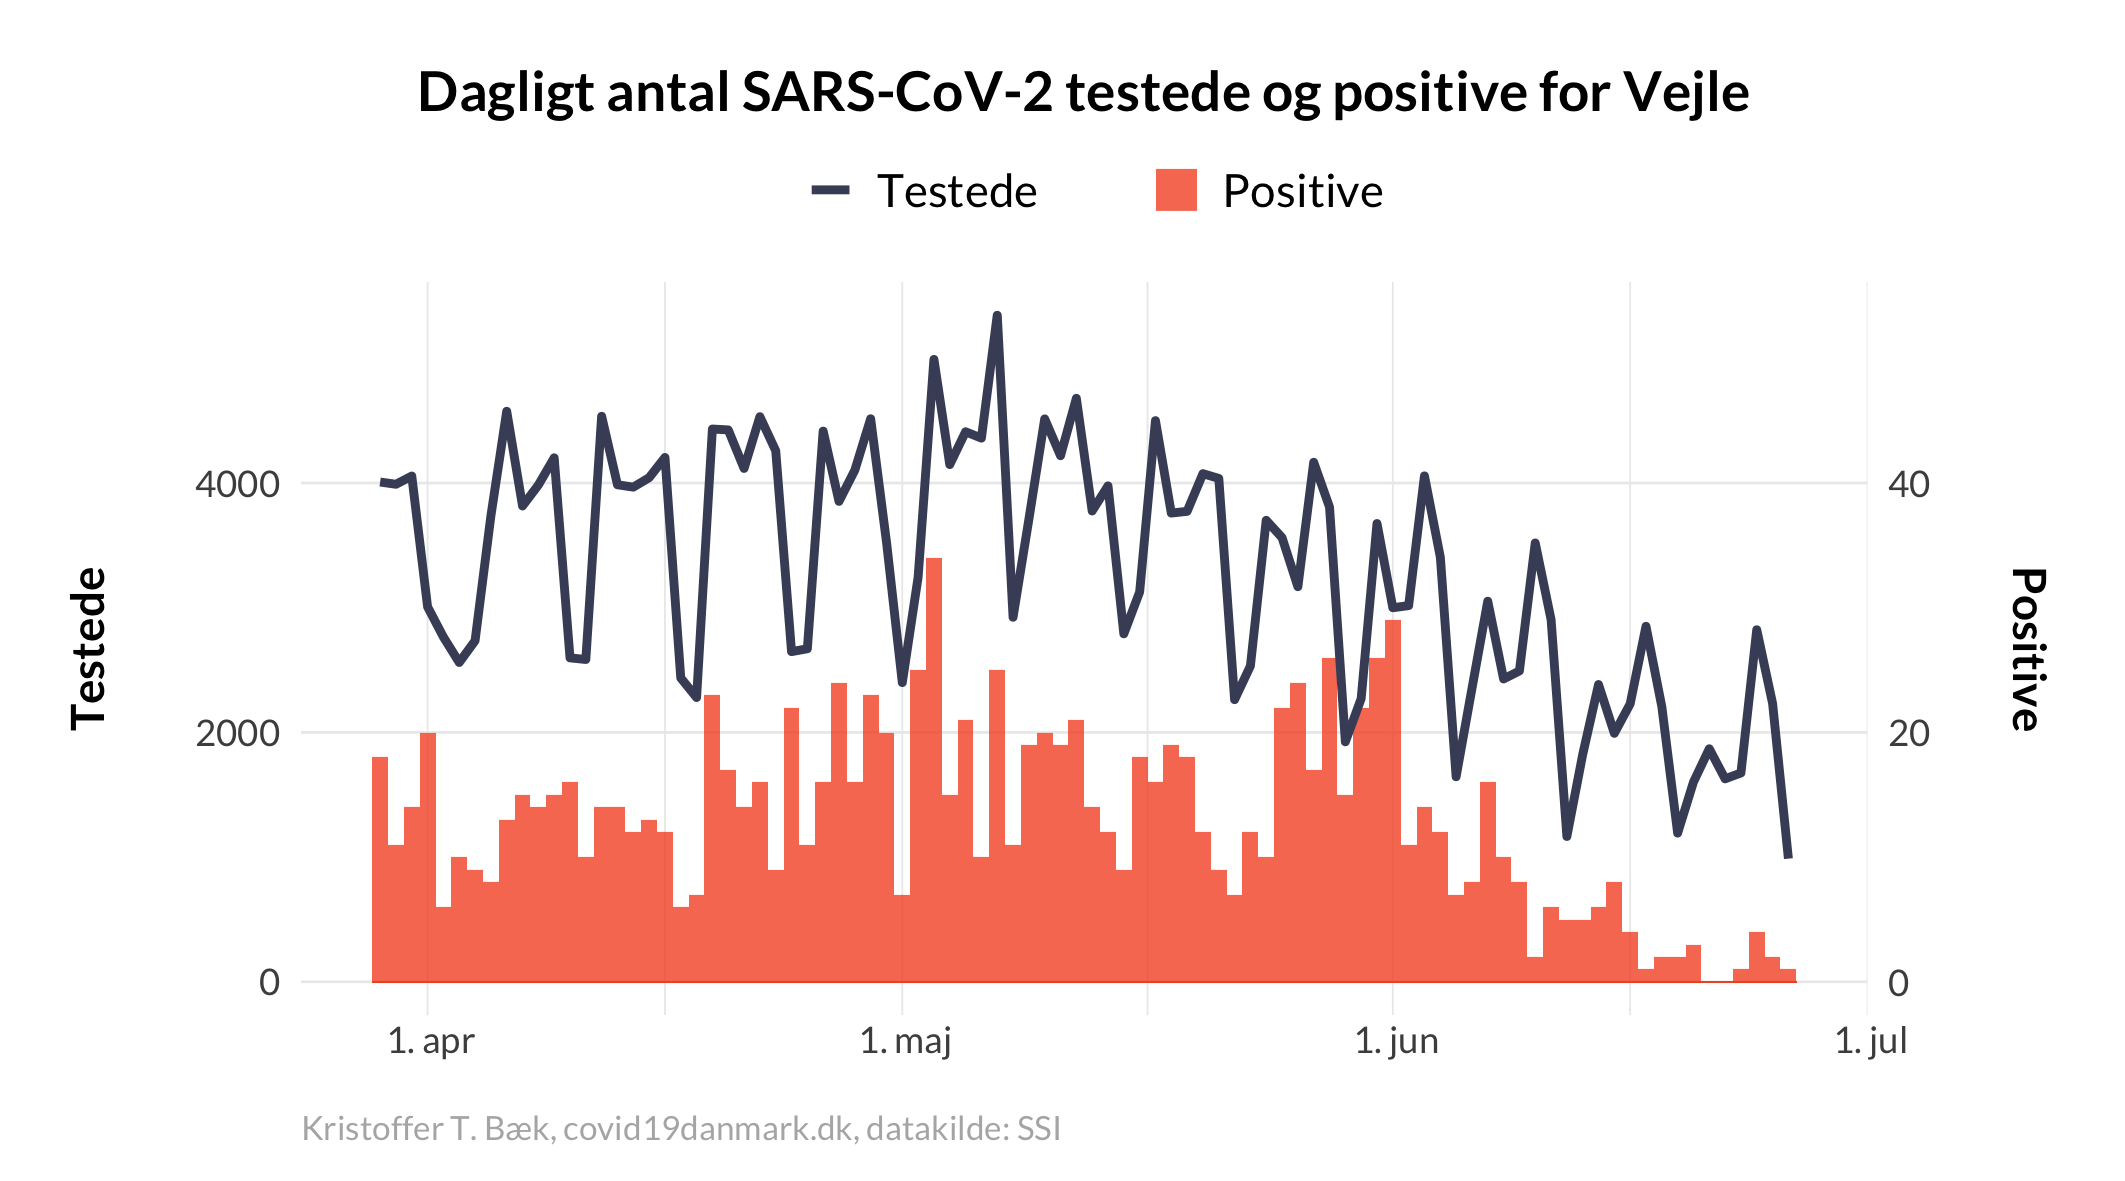 Dagligt antal SARS-CoV-2 testede og positive for Vejle
Testede
Positive
Testede
4000
2000
0
40
20
0
Positive
1. apr
1. maj
1. jun
1. jul
Kristoffer T. Bæk, covid19danmark.dk, datakilde: SSI